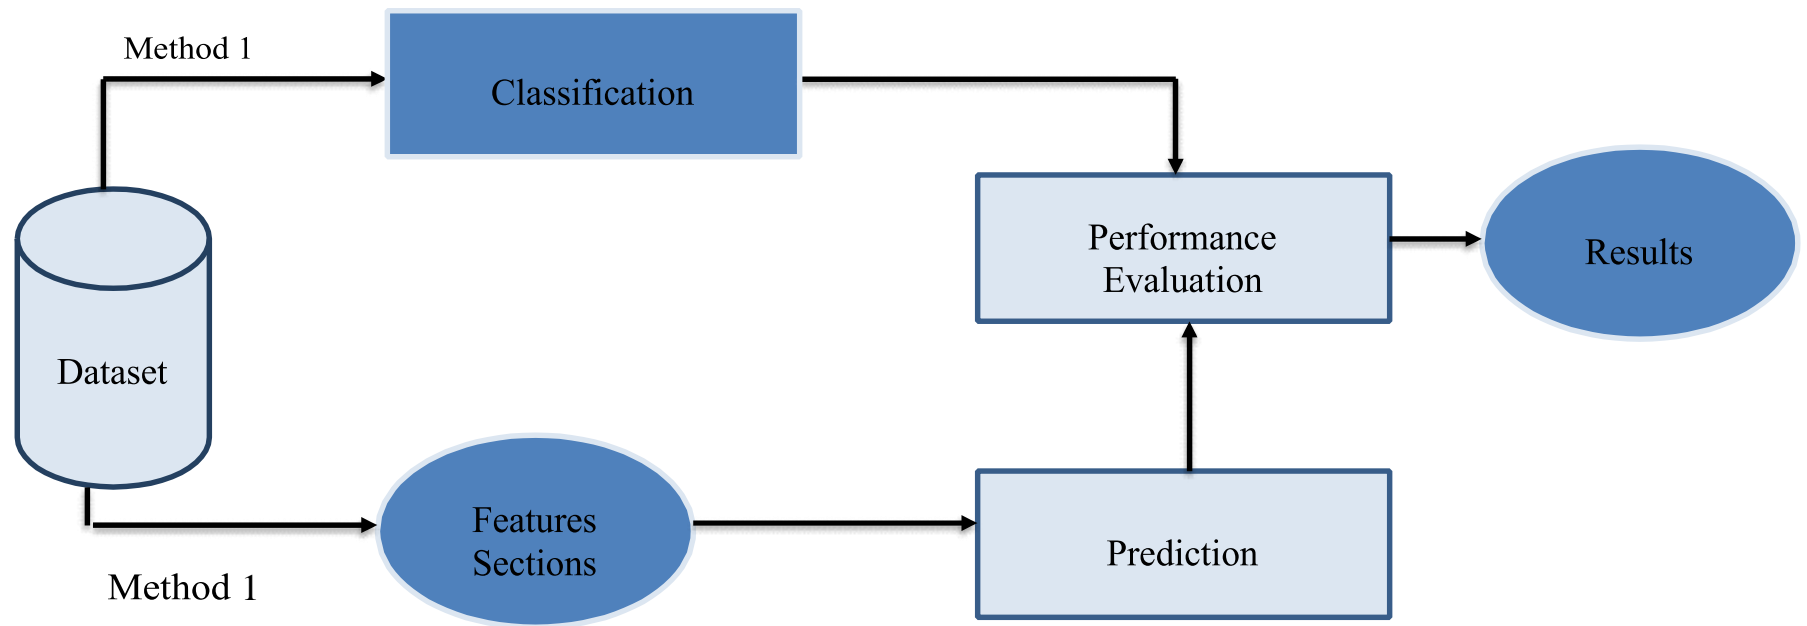 Method 1
Classification
Performance
Evaluation
Results
Dataset
Features
Sections
Prediction
Method 1